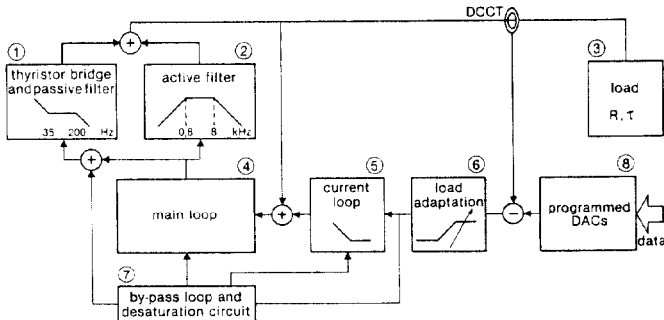 DCCT
1
2
3
thyristor bridge
and passive filter
35 200 Hz
active filter
0,8 8 kHz
load
R, τ
4
5
6
8
main loop
current
loop
load
adaptation
programmed
DACs
data
7
by-pass loop and
desaturation circuit